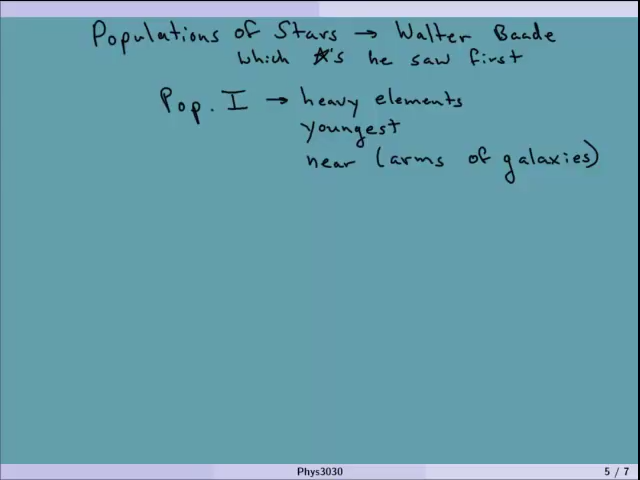 Populations of Stars → Walter Baade
which ★'s he saw first
Pop. I → heavy elements
youngest
near (arms of galaxies)
Phys3030
5 / 7